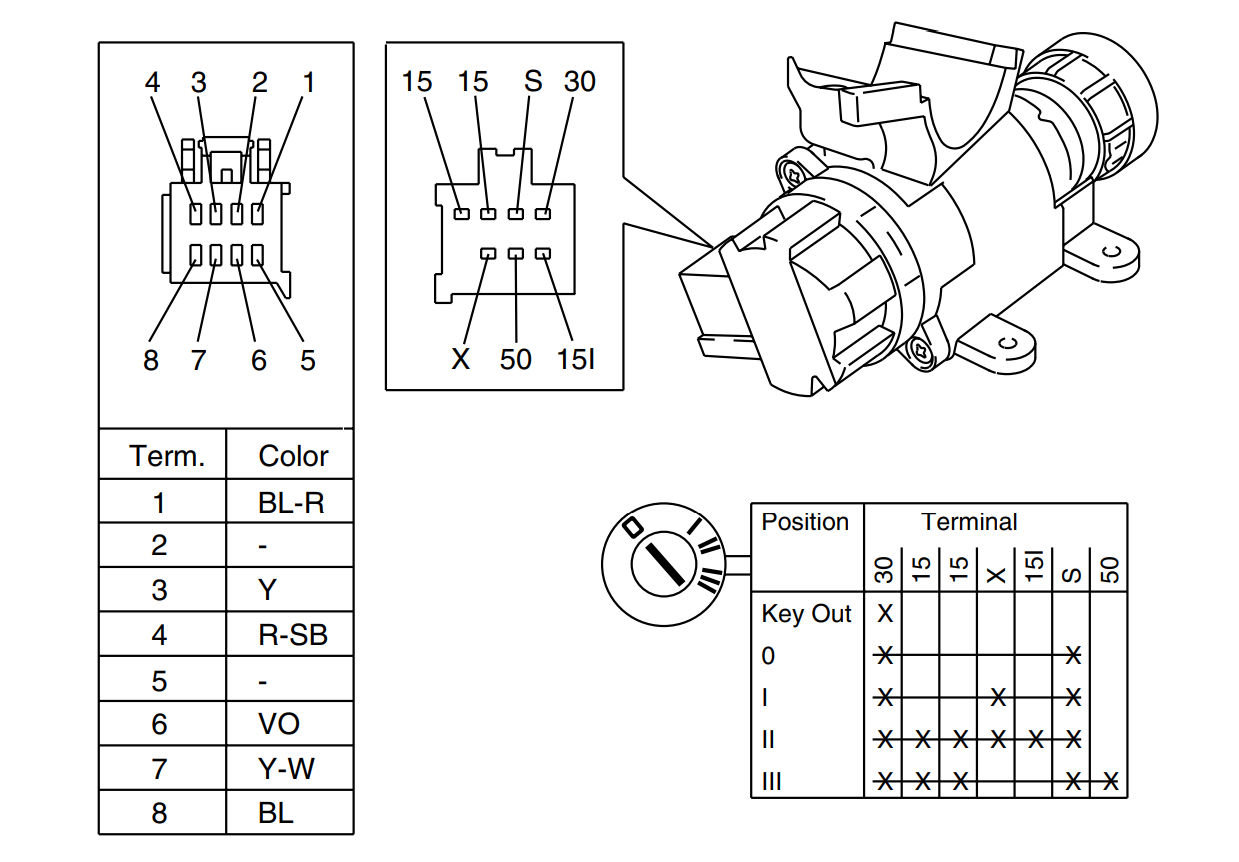 4 3 2 1
8 7 6 5
Term. Color
1 BL-R
2 -
3 Y
4 R-SB
5 -
6 VO
7 Y-W
8 BL
15 15 S 30
X 50 15I
C
C
0 I II III
Position Terminal
30 15 15 X 15I S 50
Key Out X
0 X X
I X X X
II X X X X X X
III X X X X X